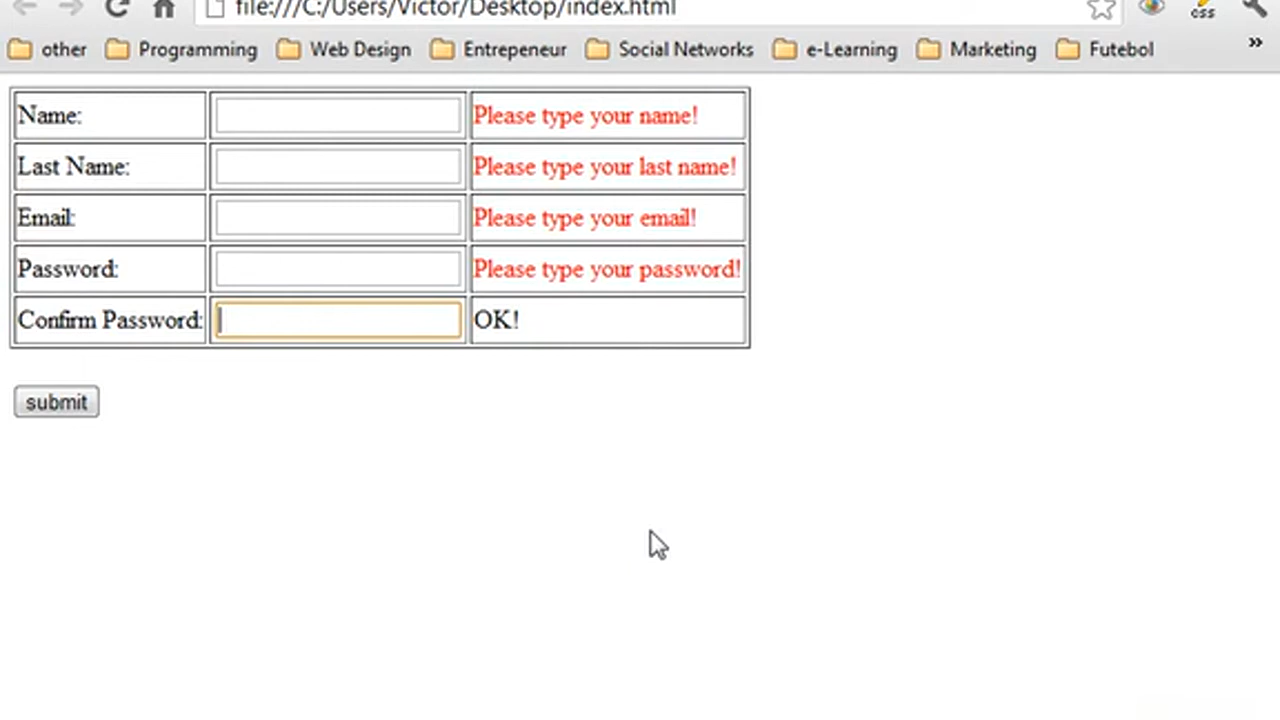 file:///C:/Users/Victor/Desktop/index.html
css
other Programming Web Design Entrepeneur Social Networks e-Learning Marketing Futebol »
Name: Please type your name!
Last Name: Please type your last name!
Email: Please type your email!
Password: Please type your password!
Confirm Password: OK!
submit